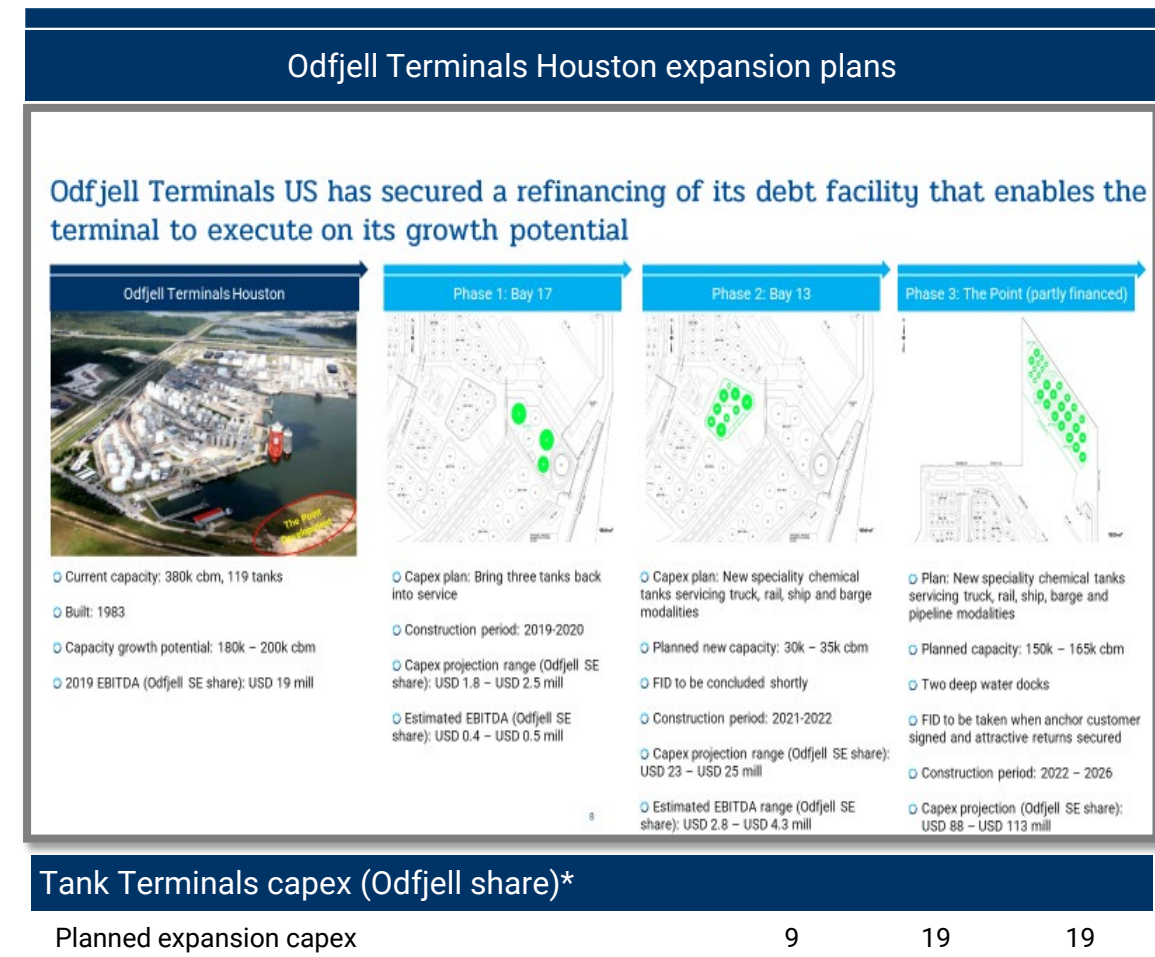 Odfjell Terminals Houston expansion plans
Odfjell Terminals US has secured a refinancing of its debt facility that enables the
terminal to execute on its growth potential
Odfjell Terminals Houston
The Point
Development
Current capacity: 380k cbm, 119 tanks
Built: 1983
Capacity growth potential: 180k – 200k cbm
2019 EBITDA (Odfjell SE share): USD 19 mill
Phase 1: Bay 17
Capex plan: Bring three tanks back
into service
Construction period: 2019-2020
Capex projection range (Odfjell SE
share): USD 1.8 – USD 2.5 mill
Estimated EBITDA (Odfjell SE
share): USD 0.4 – USD 0.5 mill
Phase 2: Bay 13
Capex plan: New speciality chemical
tanks servicing truck, rail, ship and barge
modalities
Planned new capacity: 30k – 35k cbm
FID to be concluded shortly
Construction period: 2021-2022
Capex projection range (Odfjell SE share):
USD 23 – USD 25 mill
Estimated EBITDA range (Odfjell SE
share): USD 2.8 – USD 4.3 mill
Phase 3: The Point (partly financed)
Plan: New speciality chemical tanks
servicing truck, rail, ship, barge and
pipeline modalities
Planned capacity: 150k – 165k cbm
Two deep water docks
FID to be taken when anchor customer
signed and attractive returns secured
Construction period: 2022 – 2026
Capex projection (Odfjell SE share):
USD 88 – USD 113 mill
8
Tank Terminals capex (Odfjell share)*
Planned expansion capex 9 19 19